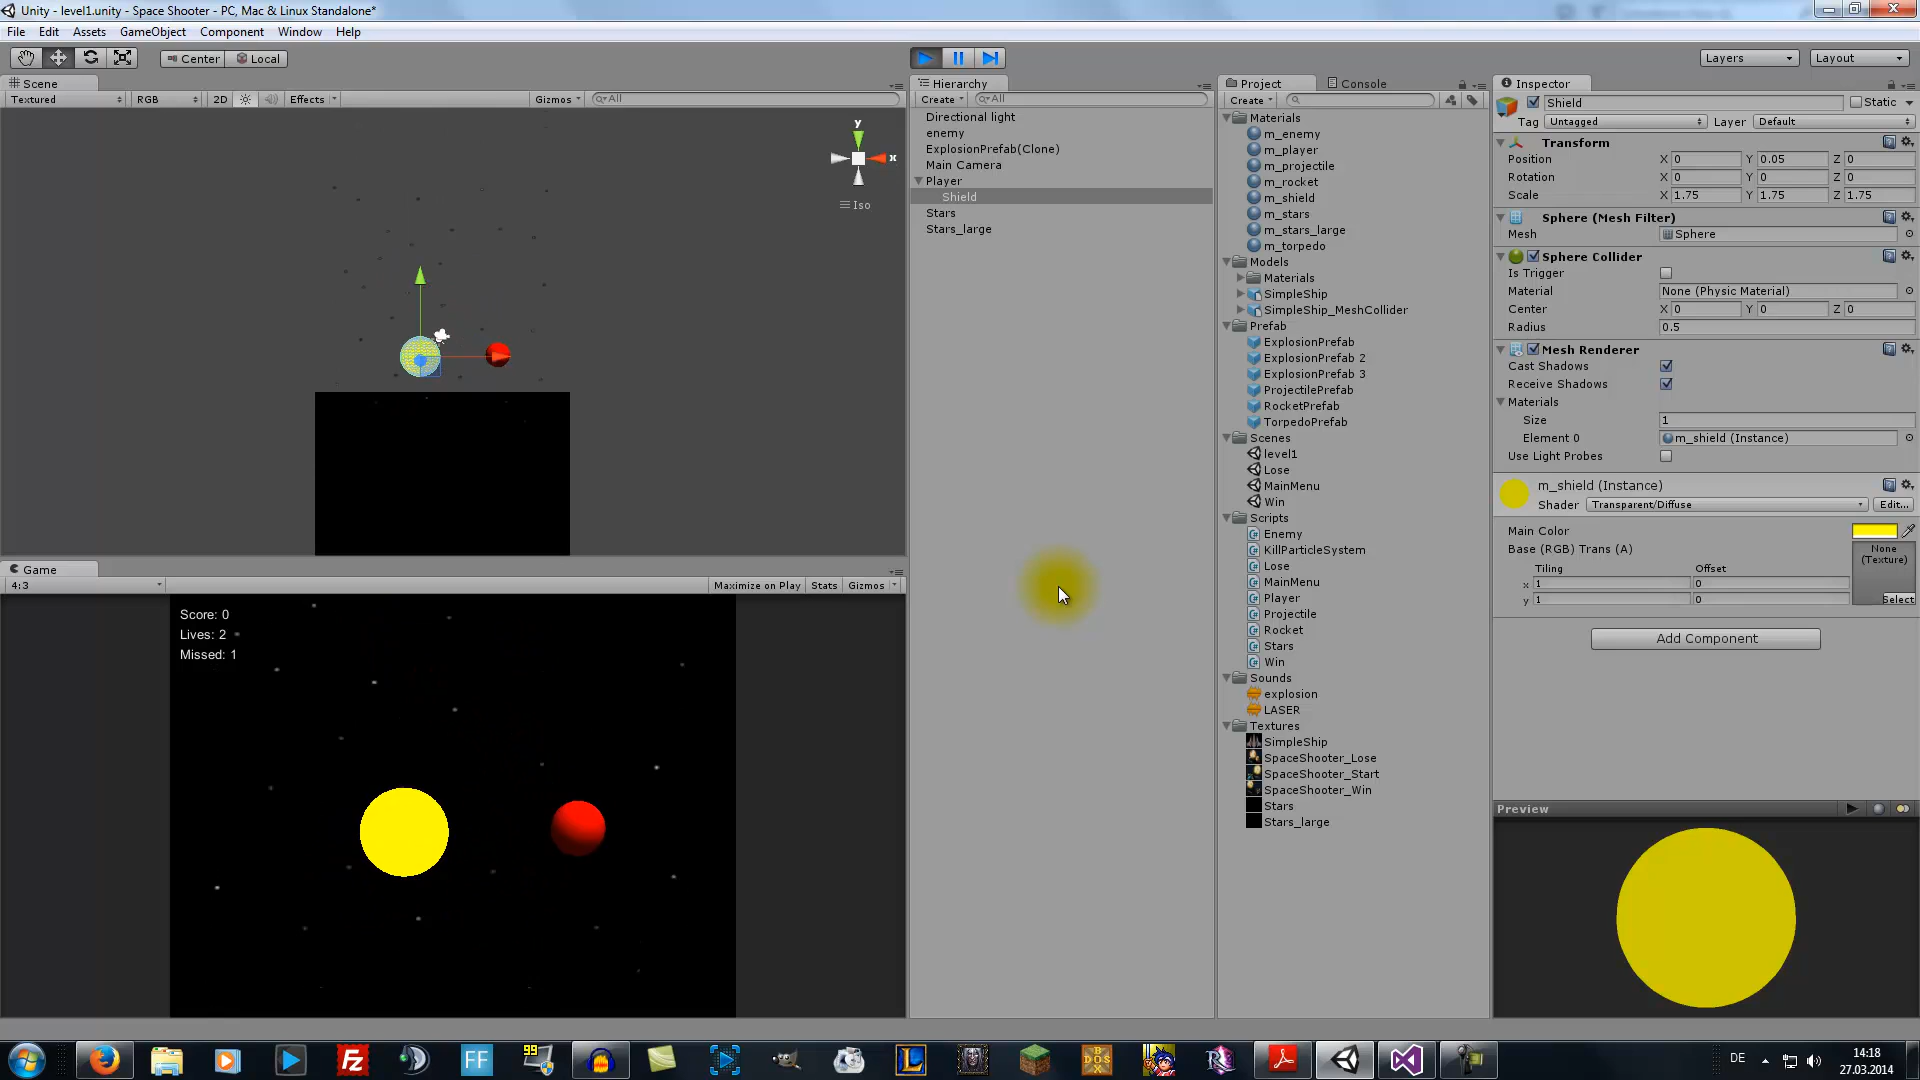 Unity - level1.unity - Space Shooter - PC, Mac & Linux Standalone*
File Edit Assets GameObject Component Window Help
Center Local Layers Layout
Scene
Textured RGB 2D Effects Gizmos All
y
x
Iso
Game
4:3 Maximize on Play Stats Gizmos
Score: 0
Lives: 2
Missed: 1
Hierarchy
Create All
Directional light
enemy
ExplosionPrefab(Clone)
Main Camera
Player
Shield
Stars
Stars_large
Project Console
Create
Materials
m_enemy
m_player
m_projectile
m_rocket
m_shield
m_stars
m_stars_large
m_torpedo
Models
Materials
SimpleShip
SimpleShip_MeshCollider
Prefab
ExplosionPrefab
ExplosionPrefab 2
ExplosionPrefab 3
ProjectilePrefab
RocketPrefab
TorpedoPrefab
Scenes
level1
Lose
MainMenu
Win
Scripts
Enemy
KillParticleSystem
Lose
MainMenu
Player
Projectile
Rocket
Stars
Win
Sounds
explosion
LASER
Textures
SimpleShip
SpaceShooter_Lose
SpaceShooter_Start
SpaceShooter_Win
Stars
Stars_large
Inspector
Shield Static
Tag Untagged Layer Default
Transform
Position X 0 Y 0.05 Z 0
Rotation X 0 Y 0 Z 0
Scale X 1.75 Y 1.75 Z 1.75
Sphere (Mesh Filter)
Mesh Sphere
Sphere Collider
Is Trigger
Material None (Physic Material)
Center X 0 Y 0 Z 0
Radius 0.5
Mesh Renderer
Cast Shadows
Receive Shadows
Materials
Size 1
Element 0 m_shield (Instance)
Use Light Probes
m_shield (Instance)
Shader Transparent/Diffuse Edit...
Main Color
Base (RGB) Trans (A) None (Texture)
Tiling Offset
x 1 0
y 1 0 Select
Add Component
Preview
FZ FF 99 L DOS BOX R
DE 14:18
27.03.2014